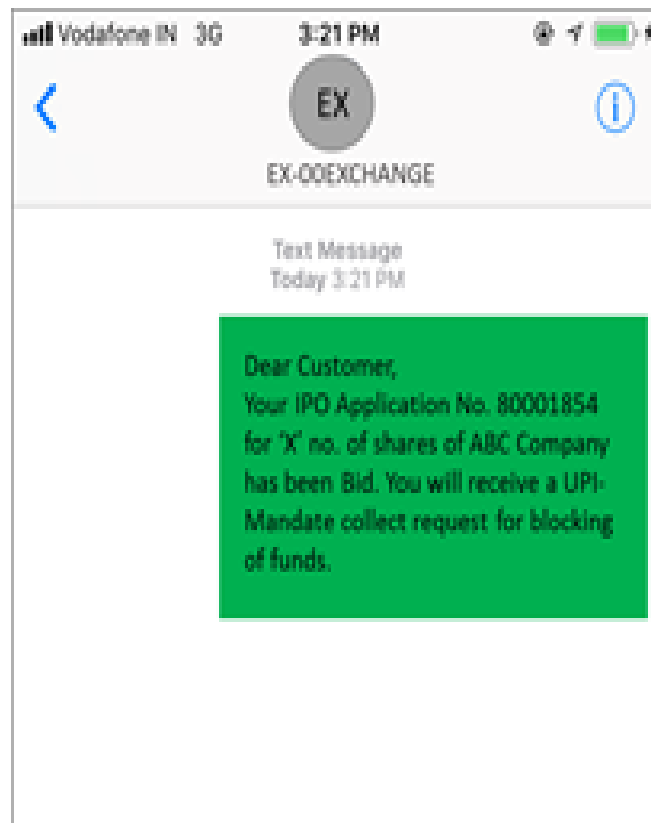 Vodafone IN 3G 3:21 PM
EX
EX-OOEXCHANGE
Text Message
Today 3:21 PM
Dear Customer,
Your IPO Application No. 80001854
for 'X' no. of shares of ABC Company
has been Bid. You will receive a UPI-
Mandate collect request for blocking
of funds.